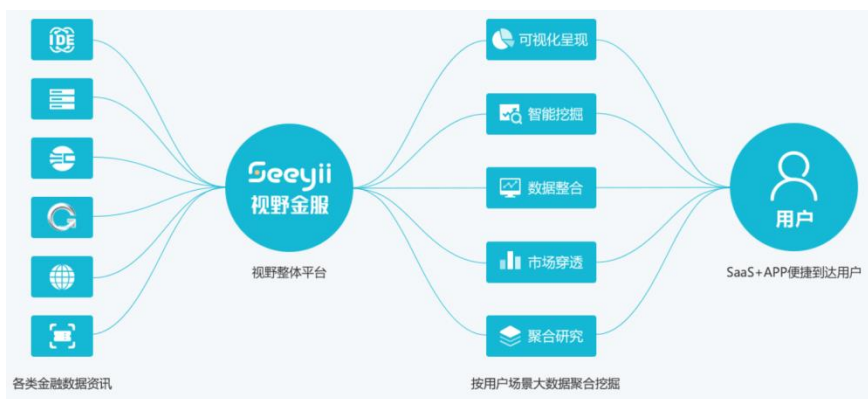 IDE
各类金融数据资讯
Seeyii
视野金服
视野整体平台
可视化呈现
智能挖掘
数据整合
市场穿透
聚合研究
按用户场景大数据聚合挖掘
用户
SaaS+APP便捷到达用户